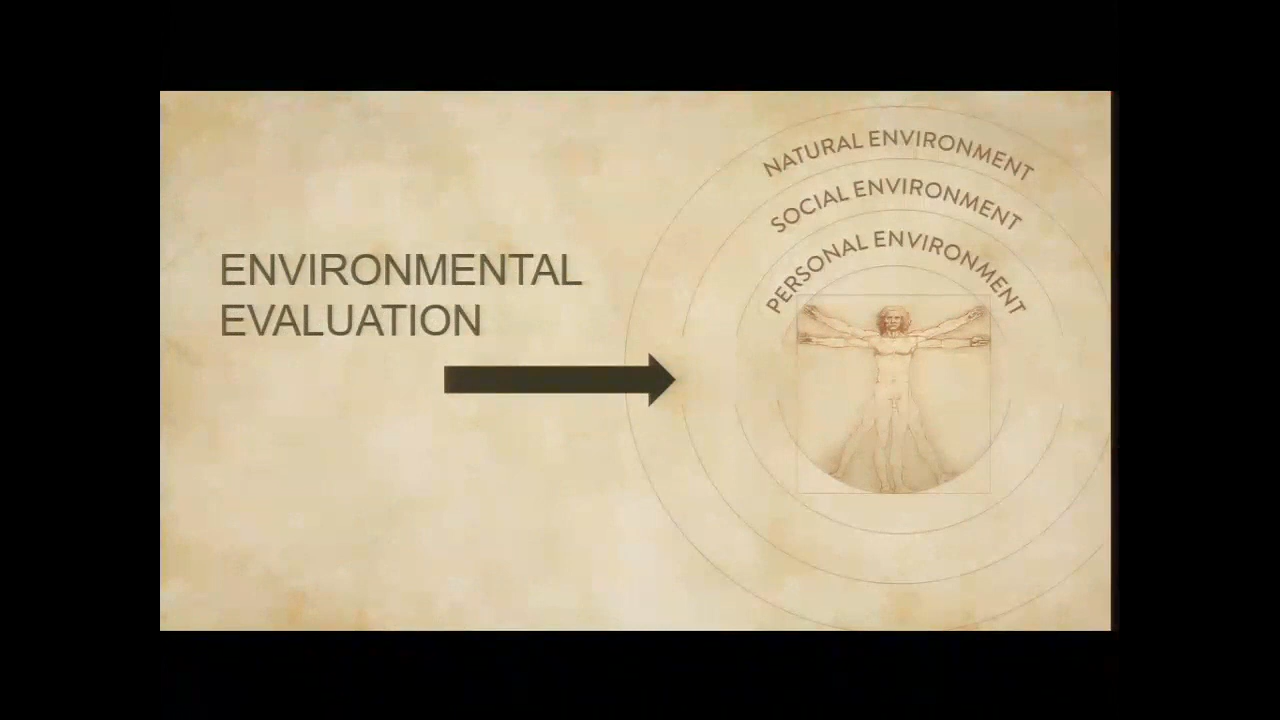 NATURAL ENVIRONMENT
SOCIAL ENVIRONMENT
PERSONAL ENVIRONMENT
ENVIRONMENTAL
EVALUATION